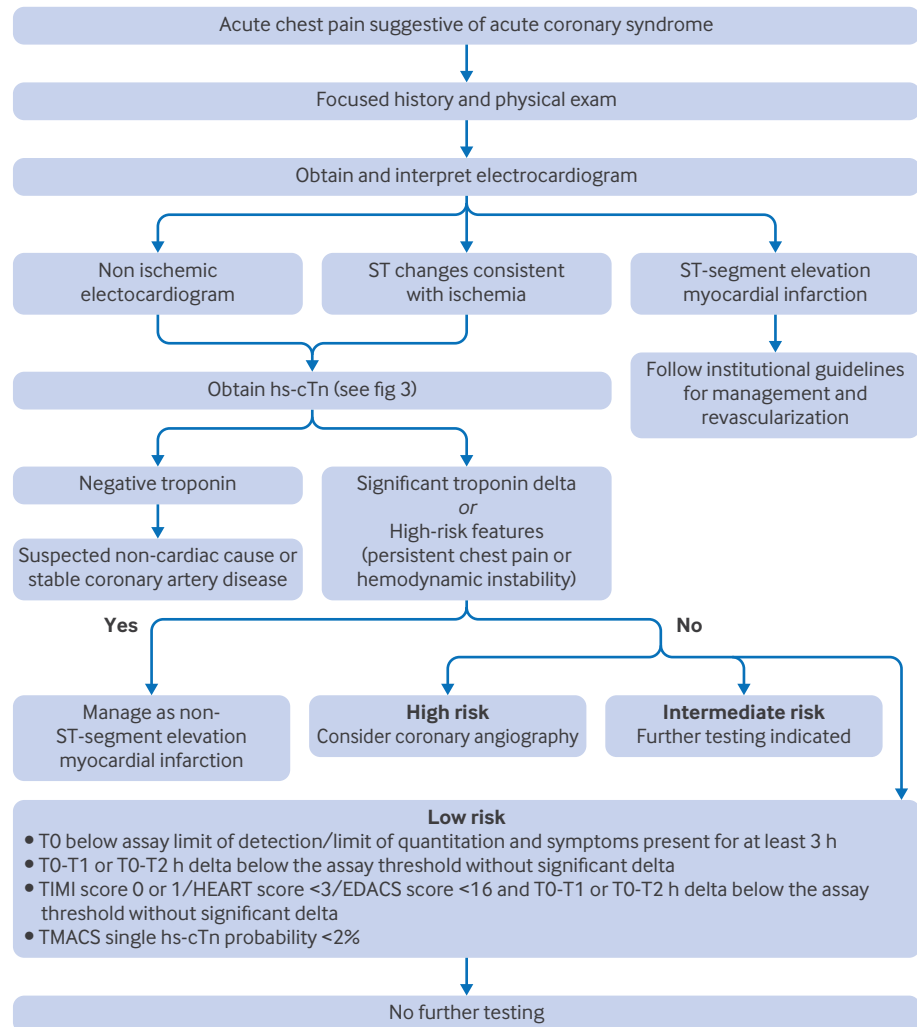 Acute chest pain suggestive of acute coronary syndrome
Focused history and physical exam
Obtain and interpret electrocardiogram
Non ischemic
electocardiogram
ST changes consistent
with ischemia
ST-segment elevation
myocardial infarction
Obtain hs-cTn (see fig 3)
Follow institutional guidelines
for management and
revascularization
Negative troponin
Suspected non-cardiac cause or
stable coronary artery disease
Significant troponin delta
or
High-risk features
(persistent chest pain or
hemodynamic instability)
Yes
No
Manage as non-
ST-segment elevation
myocardial infarction
High risk
Consider coronary angiography
Intermediate risk
Further testing indicated
Low risk
• T0 below assay limit of detection/limit of quantitation and symptoms present for at least 3 h
• T0-T1 or T0-T2 h delta below the assay threshold without significant delta
• TIMI score 0 or 1/HEART score <3/EDACS score <16 and T0-T1 or T0-T2 h delta below the assay
threshold without significant delta
• TMACS single hs-cTn probability <2%
No further testing